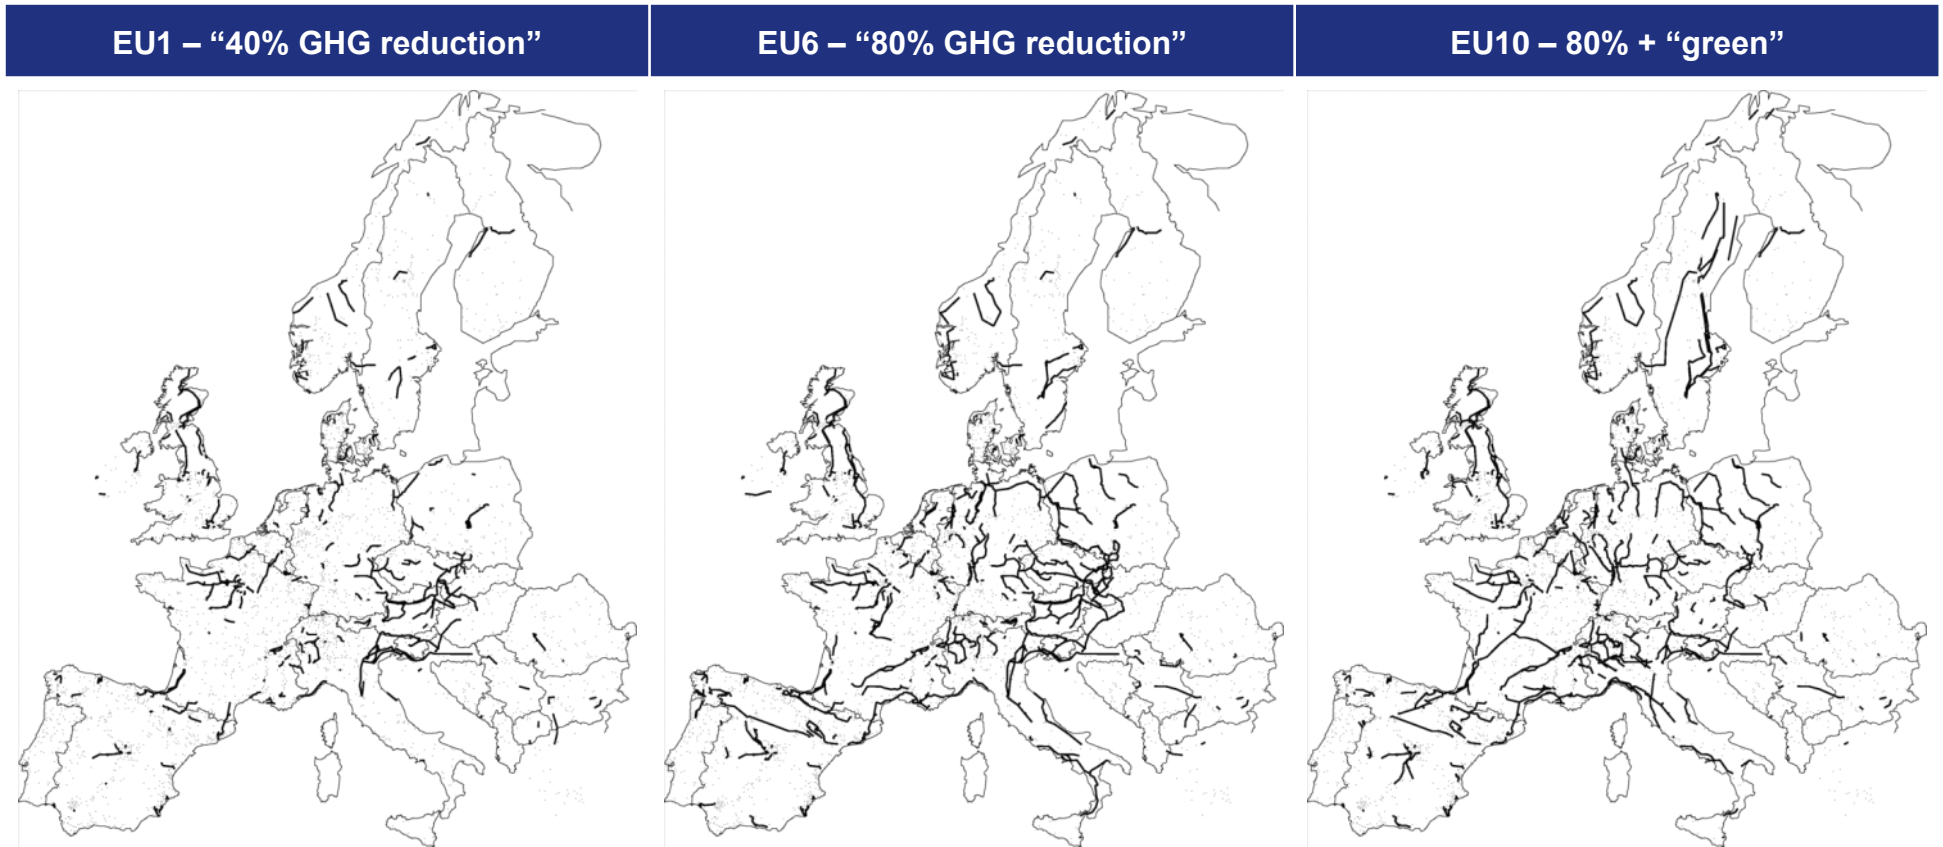 EU1 – “40% GHG reduction”
EU6 – “80% GHG reduction”
EU10 – 80% + “green”